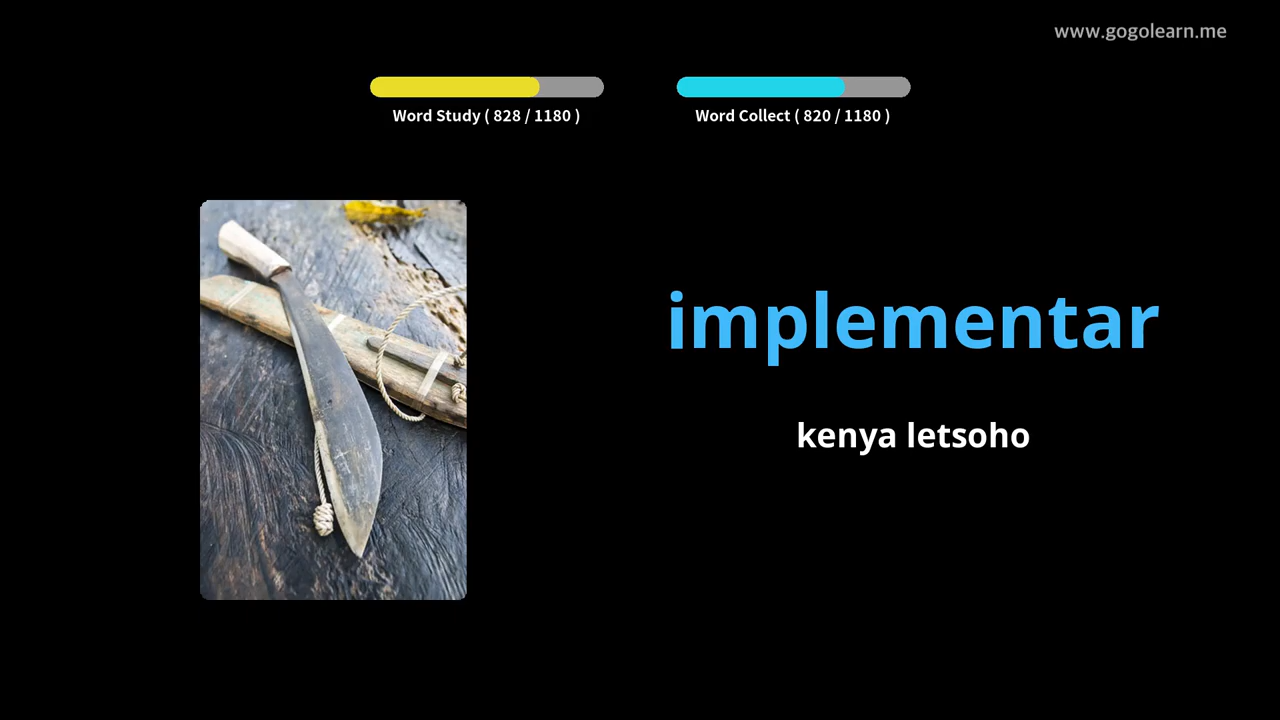 www.gogolearn.me
Word Study ( 828 / 1180 )
Word Collect ( 820 / 1180 )
implementar
kenya letsoho